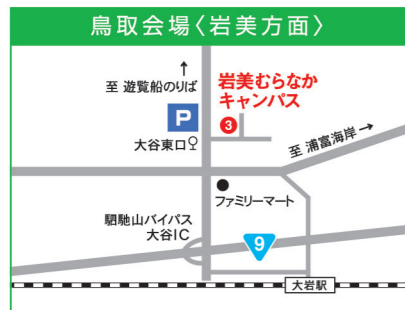 鳥取会場〈岩美方面〉
↑
至 遊覧船のりば
岩美むらなか
キャンパス
P
3
大谷東口
至 浦富海岸→
ファミリーマート
駟馳山バイパス
大谷IC
9
大岩駅